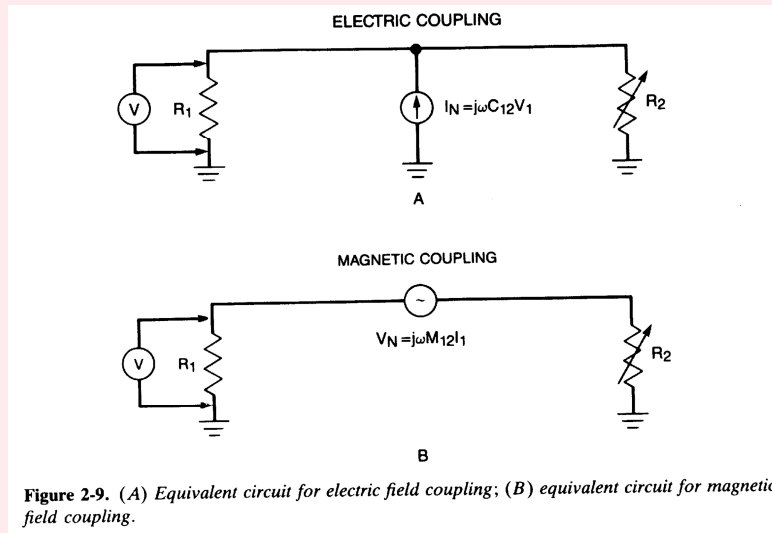 ELECTRIC COUPLING
V
R1
IN=jωC12V1
R2
A
MAGNETIC COUPLING
~
VN=jωM12I1
V
R1
R2
B
Figure 2-9. (A) Equivalent circuit for electric field coupling; (B) equivalent circuit for magnetic
field coupling.